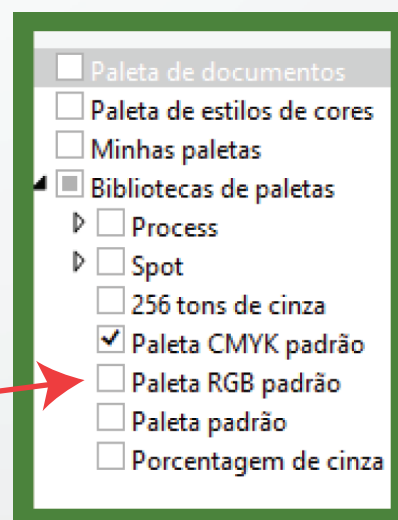 Paleta de documentos
Paleta de estilos de cores
Minhas paletas
Bibliotecas de paletas
Process
Spot
256 tons de cinza
Paleta CMYK padrão
Paleta RGB padrão
Paleta padrão
Porcentagem de cinza